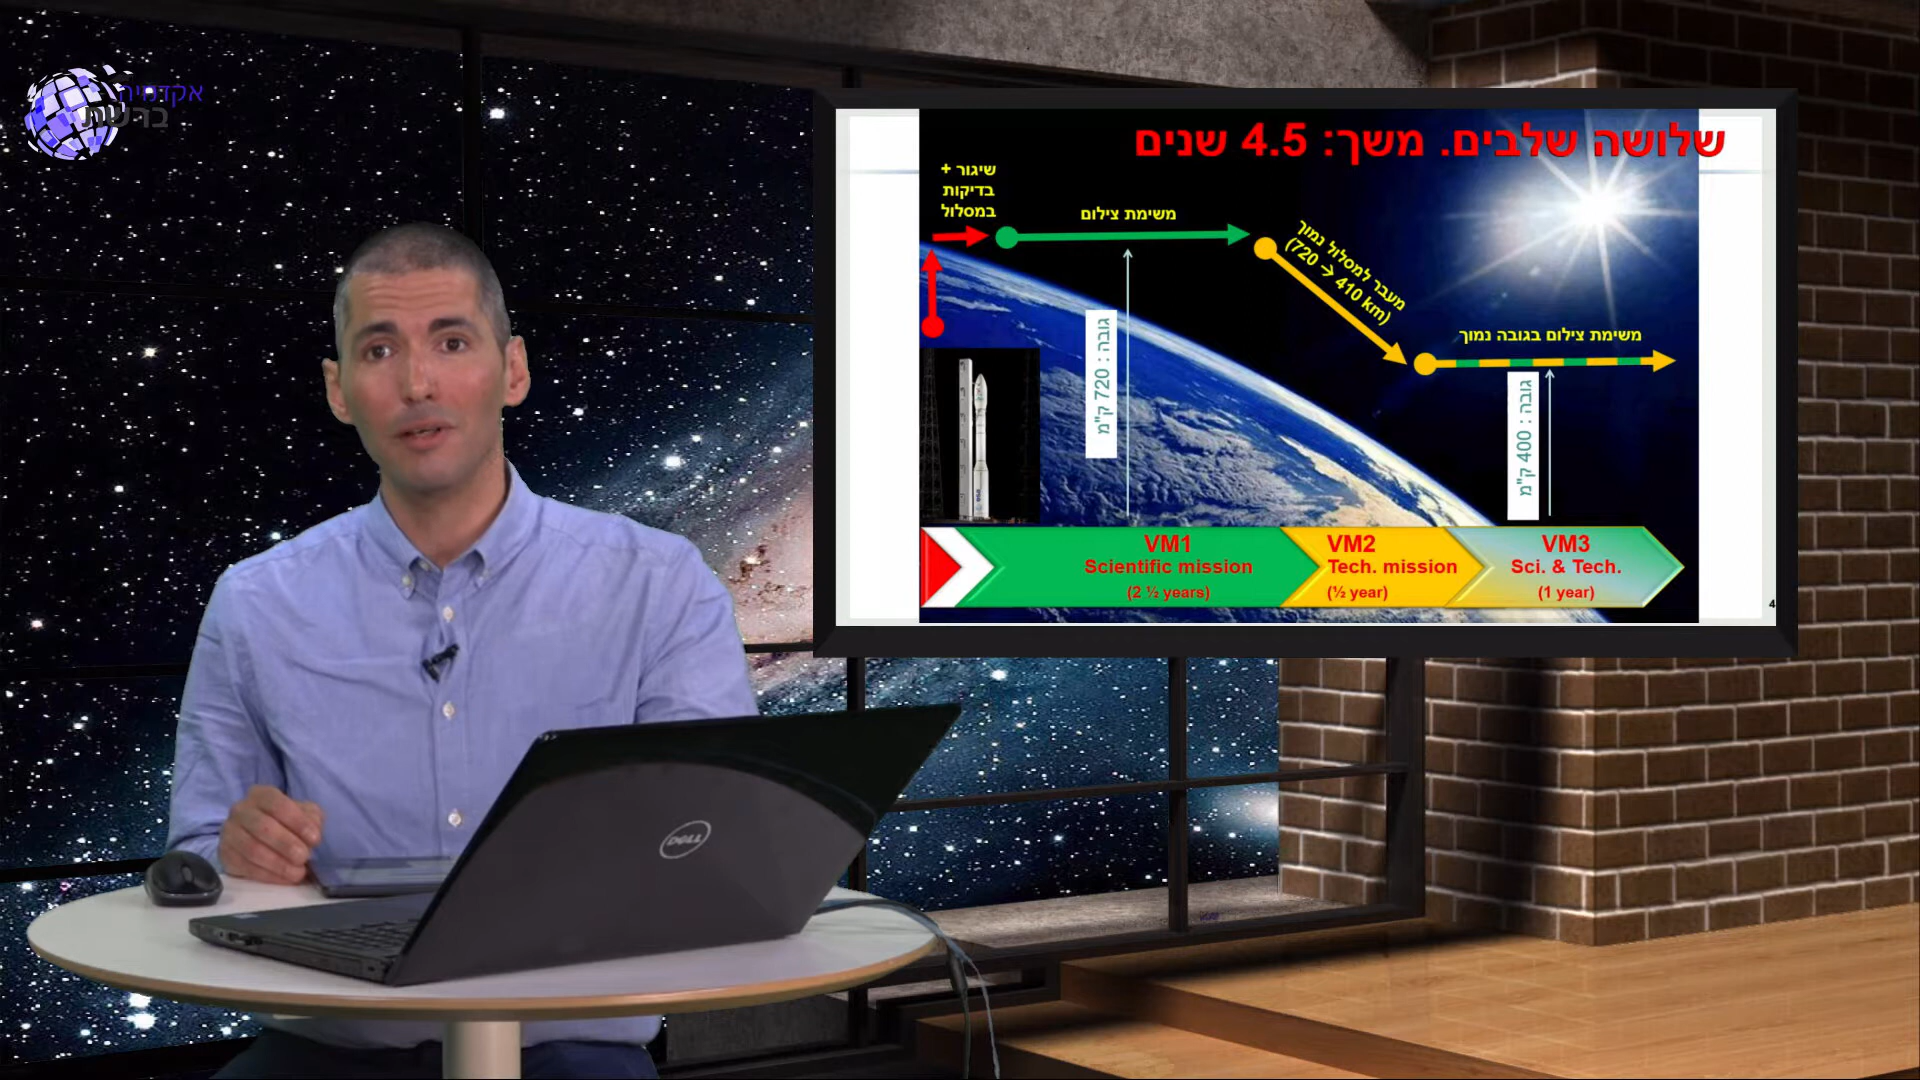 אקדמיה
ברשת
שלושה שלבים. משך: 4.5 שנים
שיגור +
בדיקות
במסלול
משימת צילום
מעבר למסלול נמוך
(720 → 410 km)
משימת צילום בגובה נמוך
גובה : 720 ק"מ
גובה : 400 ק"מ
VM1
Scientific mission
(2 ½ years)
VM2
Tech. mission
(½ year)
VM3
Sci. & Tech.
(1 year)
4
DELL